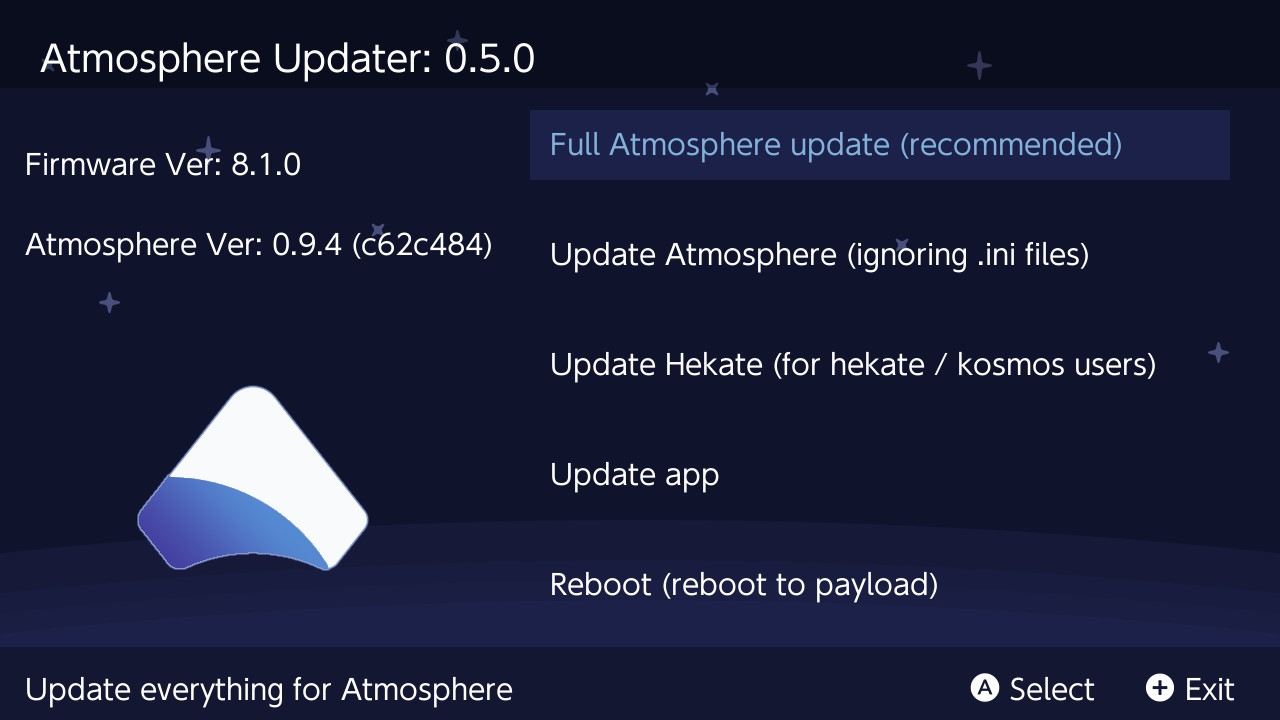 Atmosphere Updater: 0.5.0
Firmware Ver: 8.1.0
Atmosphere Ver: 0.9.4 (c62c484)
Full Atmosphere update (recommended)
Update Atmosphere (ignoring .ini files)
Update Hekate (for hekate / kosmos users)
Update app
Reboot (reboot to payload)
Update everything for Atmosphere
A Select + Exit